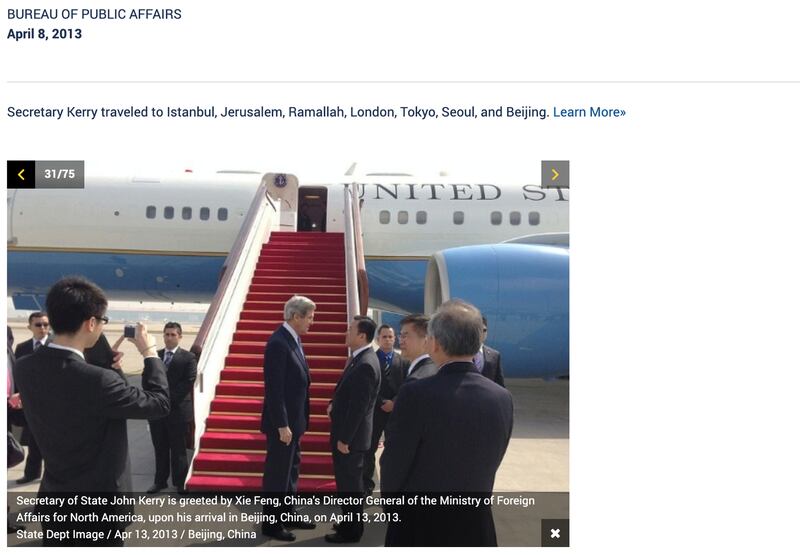 BUREAU OF PUBLIC AFFAIRS
April 8, 2013
Secretary Kerry traveled to Istanbul, Jerusalem, Ramallah, London, Tokyo, Seoul, and Beijing. Learn More»
31/75
UNITED ST
Secretary of State John Kerry is greeted by Xie Feng, China's Director General of the Ministry of Foreign
Affairs for North America, upon his arrival in Beijing, China, on April 13, 2013.
State Dept Image / Apr 13, 2013 / Beijing, China